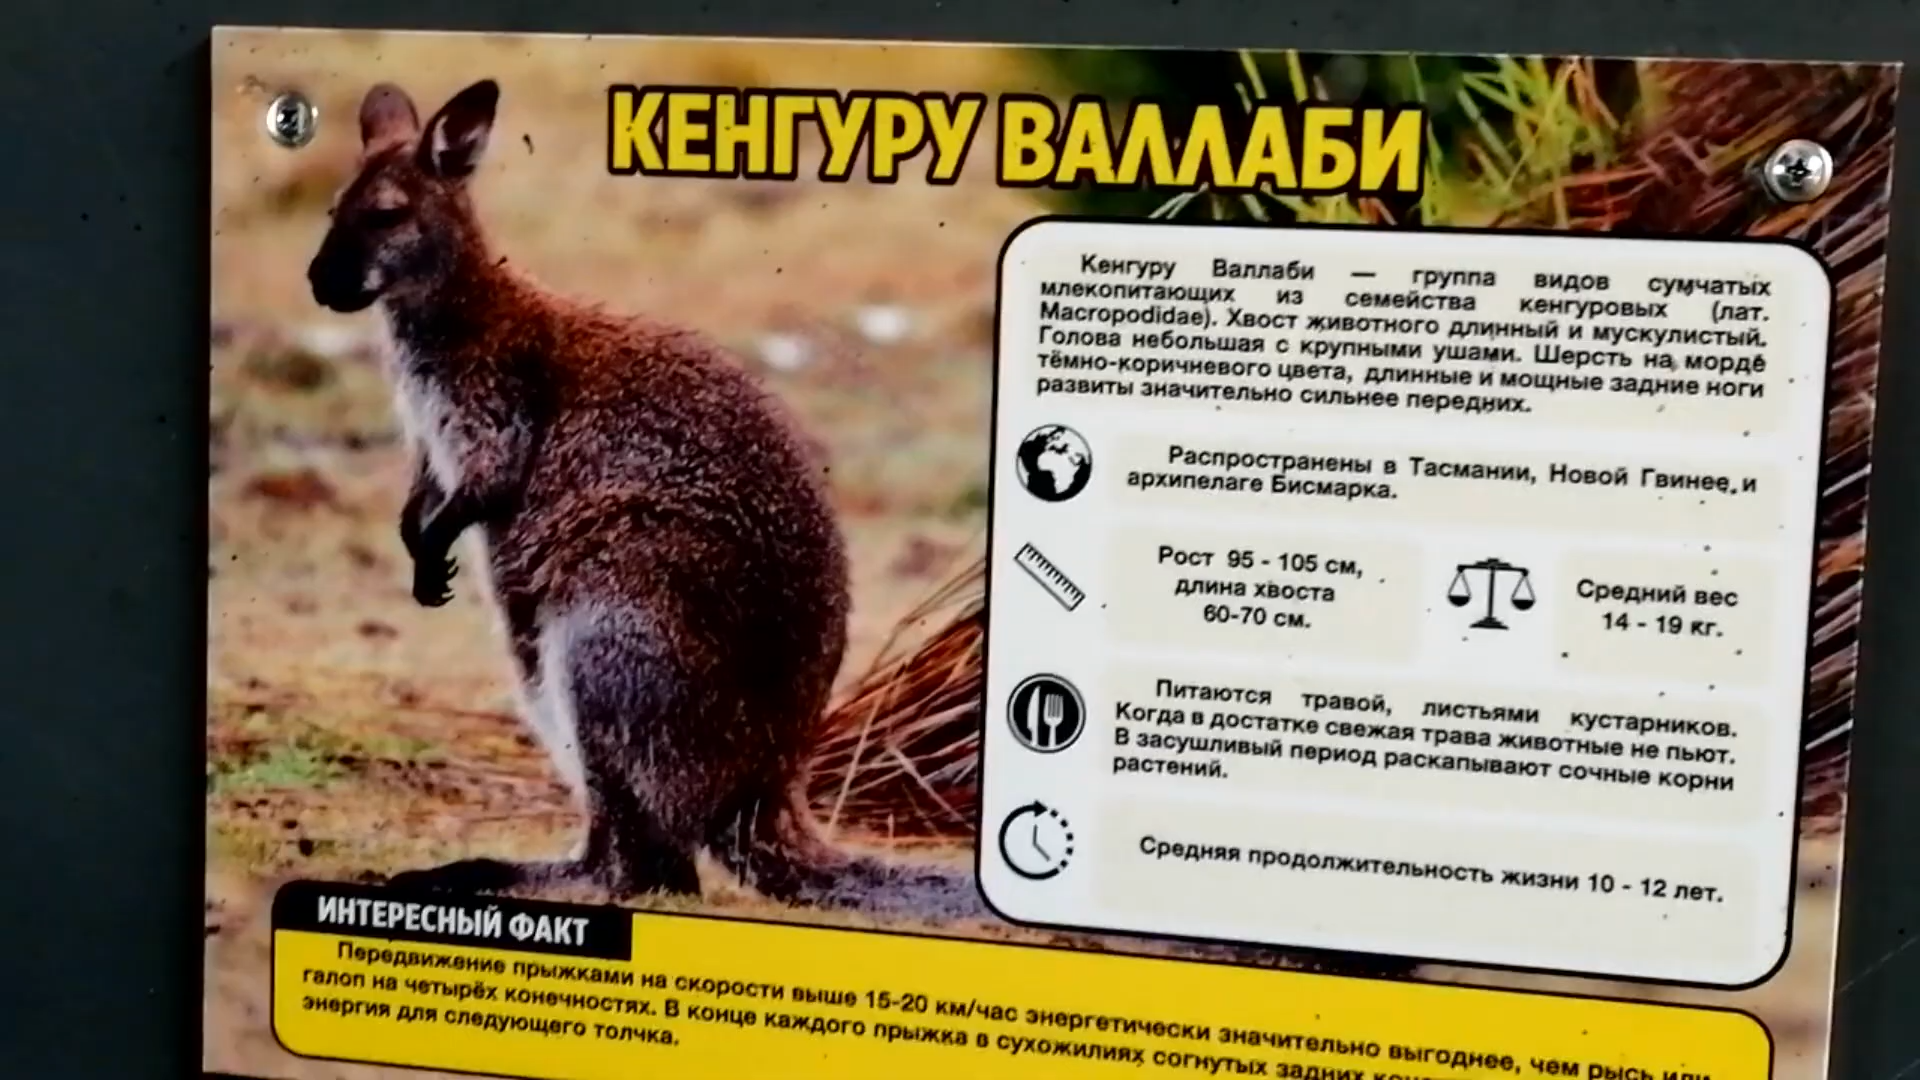 КЕНГУРУ ВАЛЛАБИ
Кенгуру Валлаби — группа видов сумчатых
млекопитающих из семейства кенгуровых (лат.
Macropodidae). Хвост животного длинный и мускулистый.
Голова небольшая с крупными ушами. Шерсть на морде
тёмно-коричневого цвета, длинные и мощные задние ноги
развиты значительно сильнее передних.
Распространены в Тасмании, Новой Гвинее и
архипелаге Бисмарка.
Рост 95 - 105 см,
длина хвоста
60-70 см.
Средний вес
14 - 19 кг.
Питаются травой, листьями кустарников.
Когда в достатке свежая трава животные не пьют.
В засушливый период раскапывают сочные корни
растений.
Средняя продолжительность жизни 10 - 12 лет.
ИНТЕРЕСНЫЙ ФАКТ
Передвижение прыжками на скорости выше 15-20 км/час энергетически значительно выгоднее, чем рысь или
галоп на четырёх конечностях. В конце каждого прыжка в сухожилиях согнутых задних
энергия для следующего толчка.